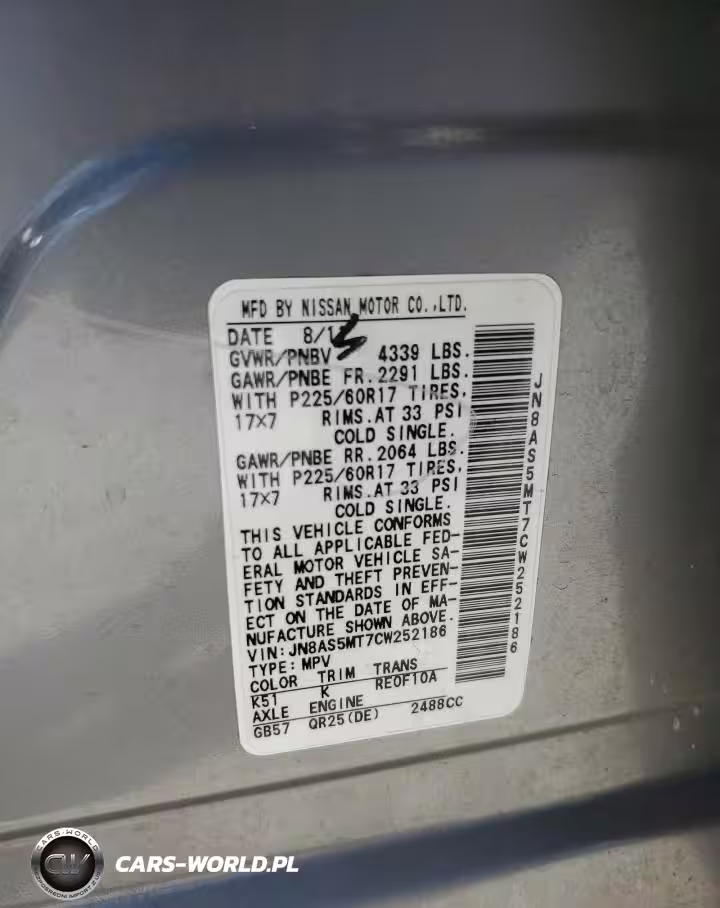 MFD BY NISSAN MOTOR CO.,LTD.
DATE 8/1
GVWR/PNBV 4339 LBS.
GAWR/PNBE FR.2291 LBS.
WITH P225/60R17 TIRES,
17×7 RIMS.AT 33 PSI
COLD SINGLE.
GAWR/PNBE RR.2064 LBS.
WITH P225/60R17 TIRES,
17×7 RIMS.AT 33 PSI
COLD SINGLE.
THIS VEHICLE CONFORMS
TO ALL APPLICABLE FED-
ERAL MOTOR VEHICLE SA-
FETY AND THEFT PREVEN-
TION STANDARDS IN EFF-
ECT ON THE DATE OF MA-
NUFACTURE SHOWN ABOVE.
VIN:JN8AS5MT7CW252186
TYPE:MPV
COLOR TRIM TRANS
K51 K RE0F10A
AXLE ENGINE
GB57 QR25(DE) 2488CC
JN8AS5MT7CW252186
CARS-WORLD
CW
CARS-WORLD.PL